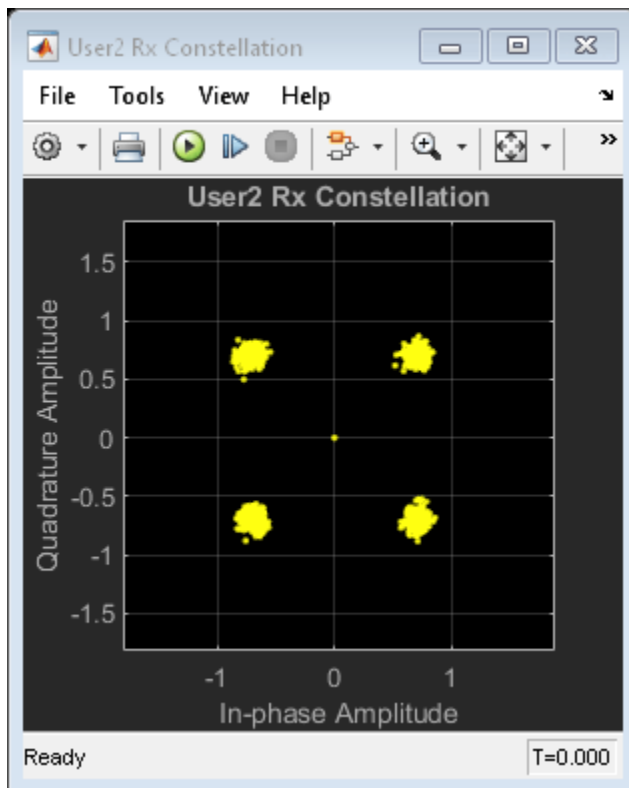 User2 Rx Constellation
File Tools View Help
»
User2 Rx Constellation
Quadrature Amplitude
1.5
1
0.5
0
-0.5
-1
-1.5
-1 0 1
In-phase Amplitude
Ready T=0.000